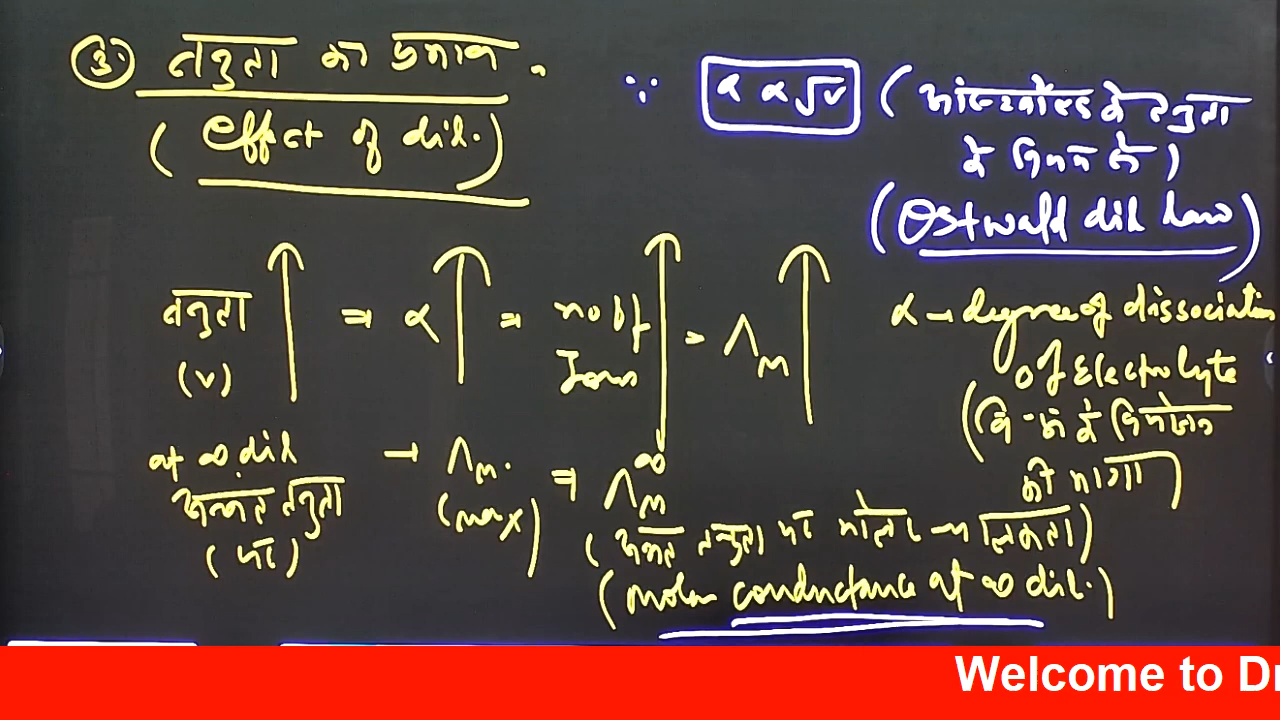 ③ तनुता का प्रभाव .
( effect of dil. )
∵ α ∝ √v ( ओस्टवाल्ड के तनुता
के नियम से )
( Ostwald dil law )
तनुता ↑ ⇒ α ↑ = no of ↑ = Λm ↑
(v) Ions
α → degree of dissociation
of Electrolyte
( वि. अ. के वियोजन
की मात्रा )
at ∞ dil → Λm. ⇒ Λm∞
अनन्त तनुता (max)
(पर)
( अनंत तनुता पर मोलर चालकता )
( molar conductance at ∞ dil. )
Welcome to Dr